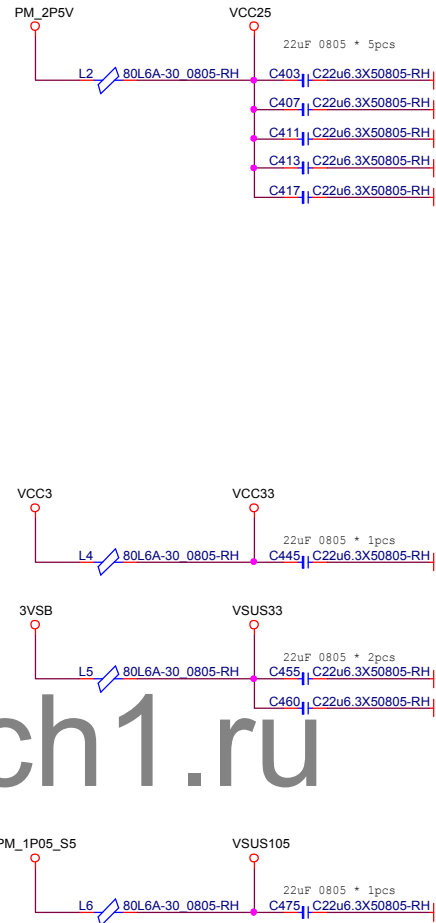 PM_2P5V VCC25
22uF 0805 * 5pcs
L2 80L6A-30_0805-RH C403 C22u6.3X50805-RH
C407 C22u6.3X50805-RH
C411 C22u6.3X50805-RH
C413 C22u6.3X50805-RH
C417 C22u6.3X50805-RH
VCC3 VCC33
22uF 0805 * 1pcs
L4 80L6A-30_0805-RH C445 C22u6.3X50805-RH
3VSB VSUS33
22uF 0805 * 2pcs
L5 80L6A-30_0805-RH C455 C22u6.3X50805-RH
C460 C22u6.3X50805-RH
ch1.ru
PM_1P05_S5 VSUS105
22uF 0805 * 1pcs
L6 80L6A-30_0805-RH C475 C22u6.3X50805-RH